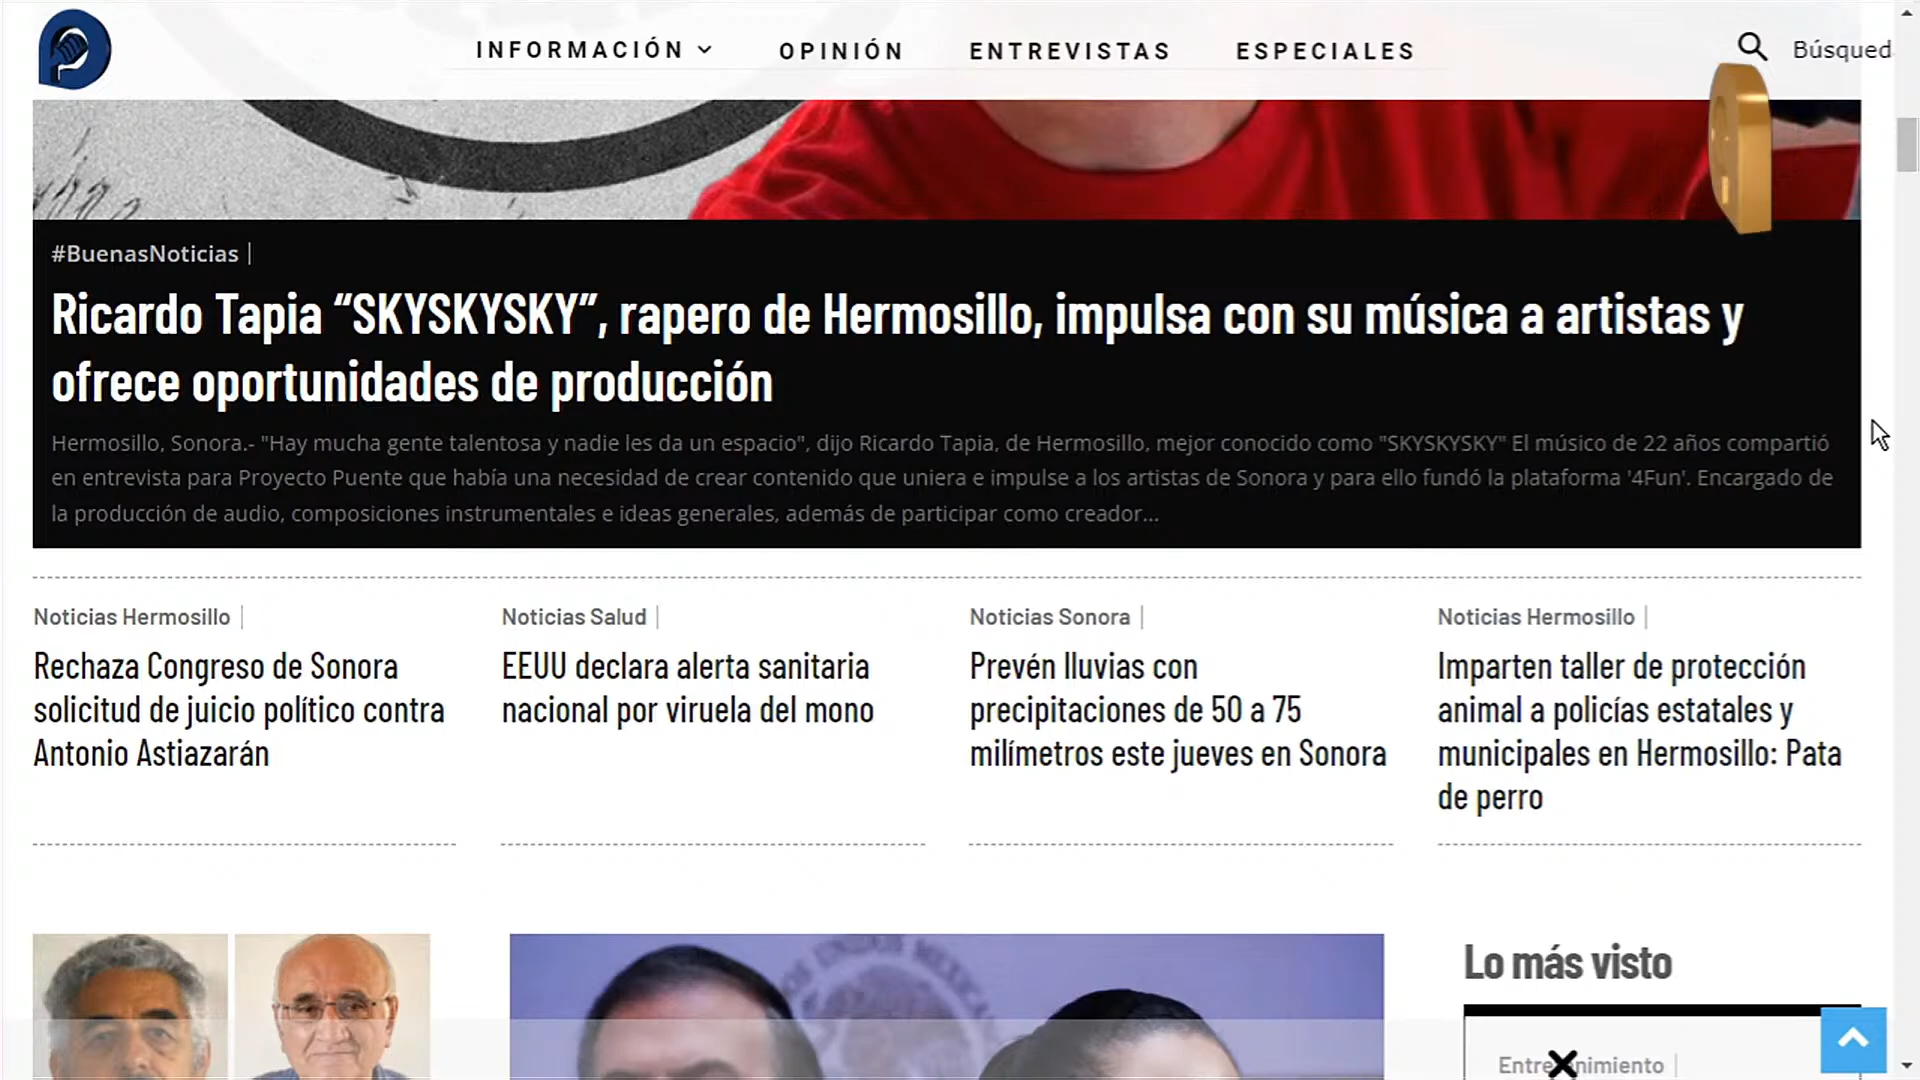 INFORMACIÓN
OPINIÓN
ENTREVISTAS
ESPECIALES
Búsqued
#BuenasNoticias
Ricardo Tapia “SKYSKYSKY”, rapero de Hermosillo, impulsa con su música a artistas y
ofrece oportunidades de producción
Hermosillo, Sonora.- "Hay mucha gente talentosa y nadie les da un espacio", dijo Ricardo Tapia, de Hermosillo, mejor conocido como "SKYSKYSKY" El músico de 22 años compartió
en entrevista para Proyecto Puente que había una necesidad de crear contenido que uniera e impulse a los artistas de Sonora y para ello fundó la plataforma '4Fun'. Encargado de
la producción de audio, composiciones instrumentales e ideas generales, además de participar como creador...
Noticias Hermosillo
Rechaza Congreso de Sonora
solicitud de juicio político contra
Antonio Astiazarán
Noticias Salud
EEUU declara alerta sanitaria
nacional por viruela del mono
Noticias Sonora
Prevén lluvias con
precipitaciones de 50 a 75
milímetros este jueves en Sonora
Noticias Hermosillo
Imparten taller de protección
animal a policías estatales y
municipales en Hermosillo: Pata
de perro
Lo más visto
Entretenimiento